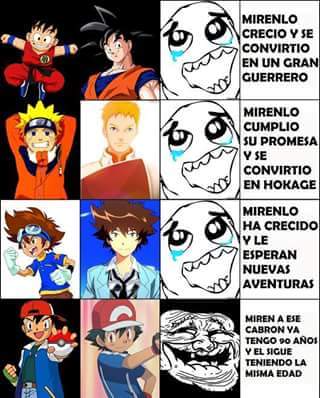 MIRENLO
CRECIO Y SE
CONVIRTIO
EN UN GRAN
GUERRERO
MIRENLO
CUMPLIO
SU PROMESA
Y SE
CONVIRTIO
EN HOKAGE
MIRENLO
HA CRECIDO
Y LE
ESPERAN
NUEVAS
AVENTURAS
MIREN A ESE
CABRON YA
TENGO 90 AÑOS
Y EL SIGUE
TENIENDO LA
MISMA EDAD